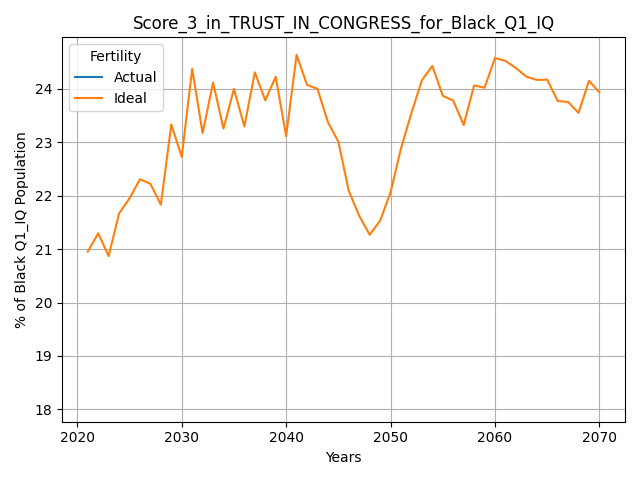 Score_3_in_TRUST_IN_CONGRESS_for_Black_Q1_IQ
Fertility
Actual
Ideal
% of Black Q1_IQ Population
24
23
22
21
20
19
18
2020 2030 2040 2050 2060 2070
Years